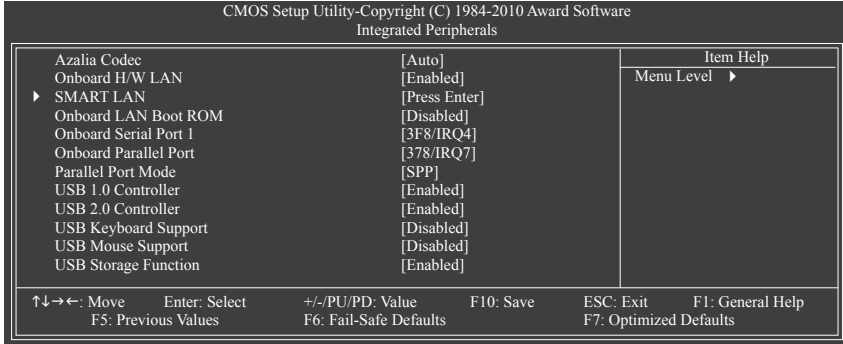 CMOS Setup Utility-Copyright (C) 1984-2010 Award Software
Integrated Peripherals
Azalia Codec [Auto] Item Help
Onboard H/W LAN [Enabled] Menu Level
SMART LAN [Press Enter]
Onboard LAN Boot ROM [Disabled]
Onboard Serial Port 1 [3F8/IRQ4]
Onboard Parallel Port [378/IRQ7]
Parallel Port Mode [SPP]
USB 1.0 Controller [Enabled]
USB 2.0 Controller [Enabled]
USB Keyboard Support [Disabled]
USB Mouse Support [Disabled]
USB Storage Function [Enabled]
↑↓→←: Move Enter: Select +/-/PU/PD: Value F10: Save ESC: Exit F1: General Help
F5: Previous Values F6: Fail-Safe Defaults F7: Optimized Defaults